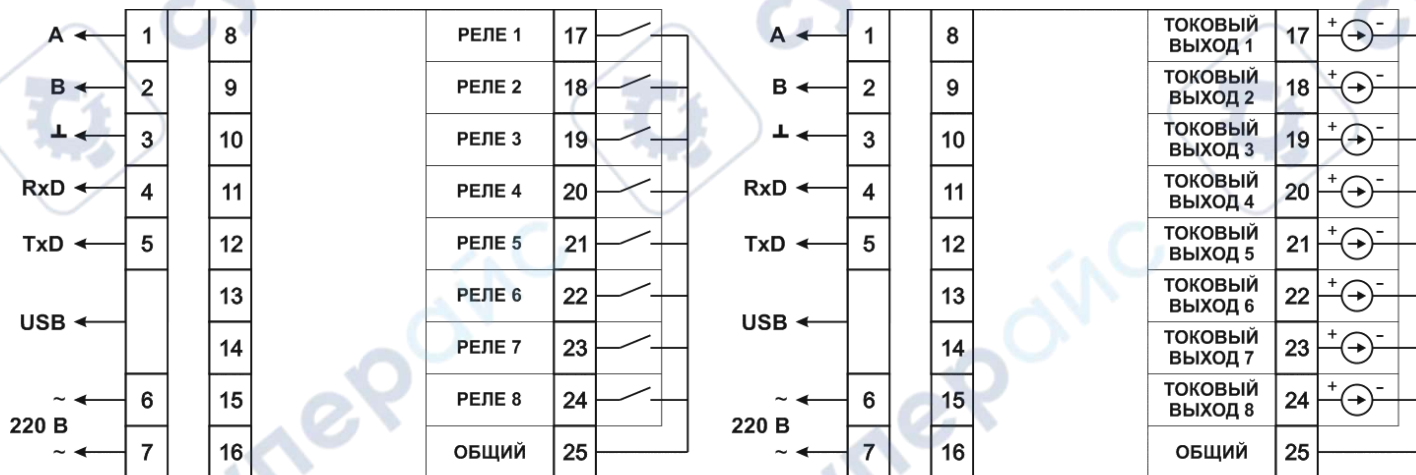 A 1 8 РЕЛЕ 1 17
B 2 9 РЕЛЕ 2 18
3 10 РЕЛЕ 3 19
RxD 4 11 РЕЛЕ 4 20
TxD 5 12 РЕЛЕ 5 21
13 РЕЛЕ 6 22
USB
14 РЕЛЕ 7 23
~ 6 15 РЕЛЕ 8 24
220 В
~ 7 16 ОБЩИЙ 25
A 1 8 ТОКОВЫЙ ВЫХОД 1 17 + -
B 2 9 ТОКОВЫЙ ВЫХОД 2 18 + -
3 10 ТОКОВЫЙ ВЫХОД 3 19 + -
RxD 4 11 ТОКОВЫЙ ВЫХОД 4 20 + -
TxD 5 12 ТОКОВЫЙ ВЫХОД 5 21 + -
13 ТОКОВЫЙ ВЫХОД 6 22 + -
USB
14 ТОКОВЫЙ ВЫХОД 7 23 + -
~ 6 15 ТОКОВЫЙ ВЫХОД 8 24 + -
220 В
~ 7 16 ОБЩИЙ 25